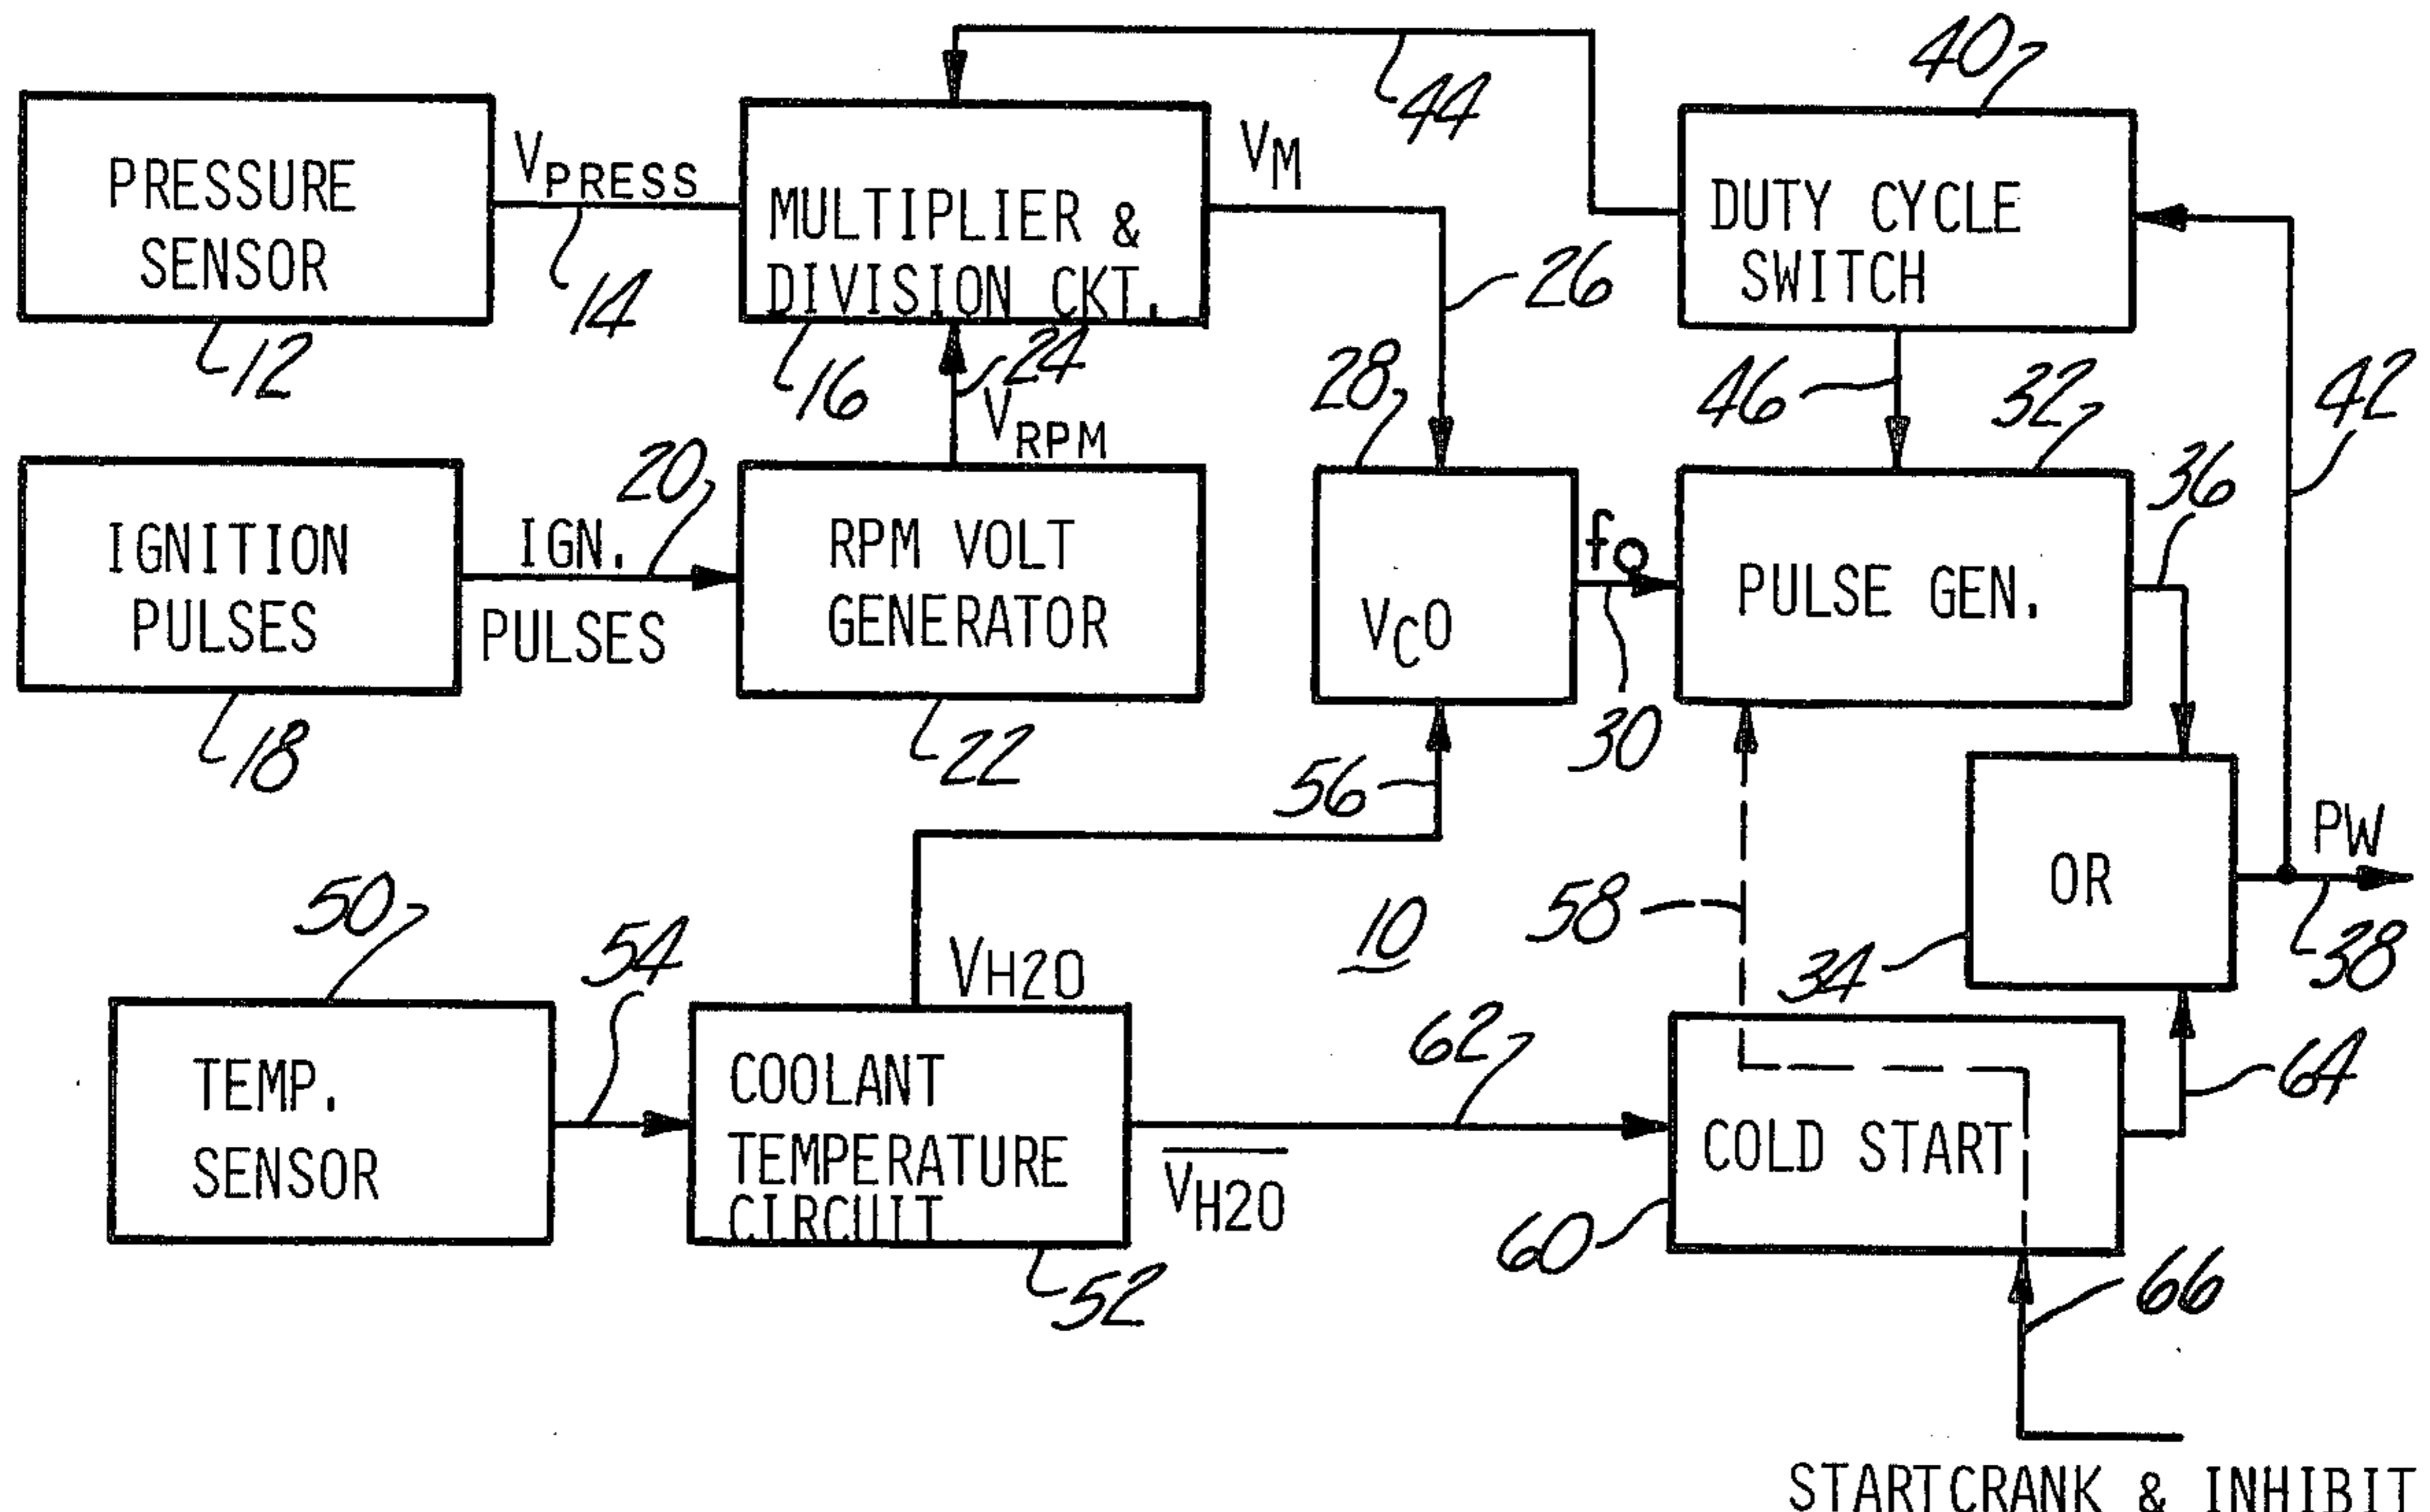 40
44
PRESSURE
SENSOR
VPRESS
14
12
MULTIPLIER &
DIVISION CKT.
16
24
VRPM
VM
26
DUTY CYCLE
SWITCH
46
32
42
28
IGNITION
PULSES
18
20
IGN.
PULSES
RPM VOLT
GENERATOR
22
VCO
fo
30
PULSE GEN.
36
56
50
54
VH2O
10
58
34
OR
PW
38
TEMP.
SENSOR
COOLANT
TEMPERATURE
CIRCUIT
52
62
V̅H̅2̅O̅
COLD START
60
64
66
STARTCRANK & INHIBIT